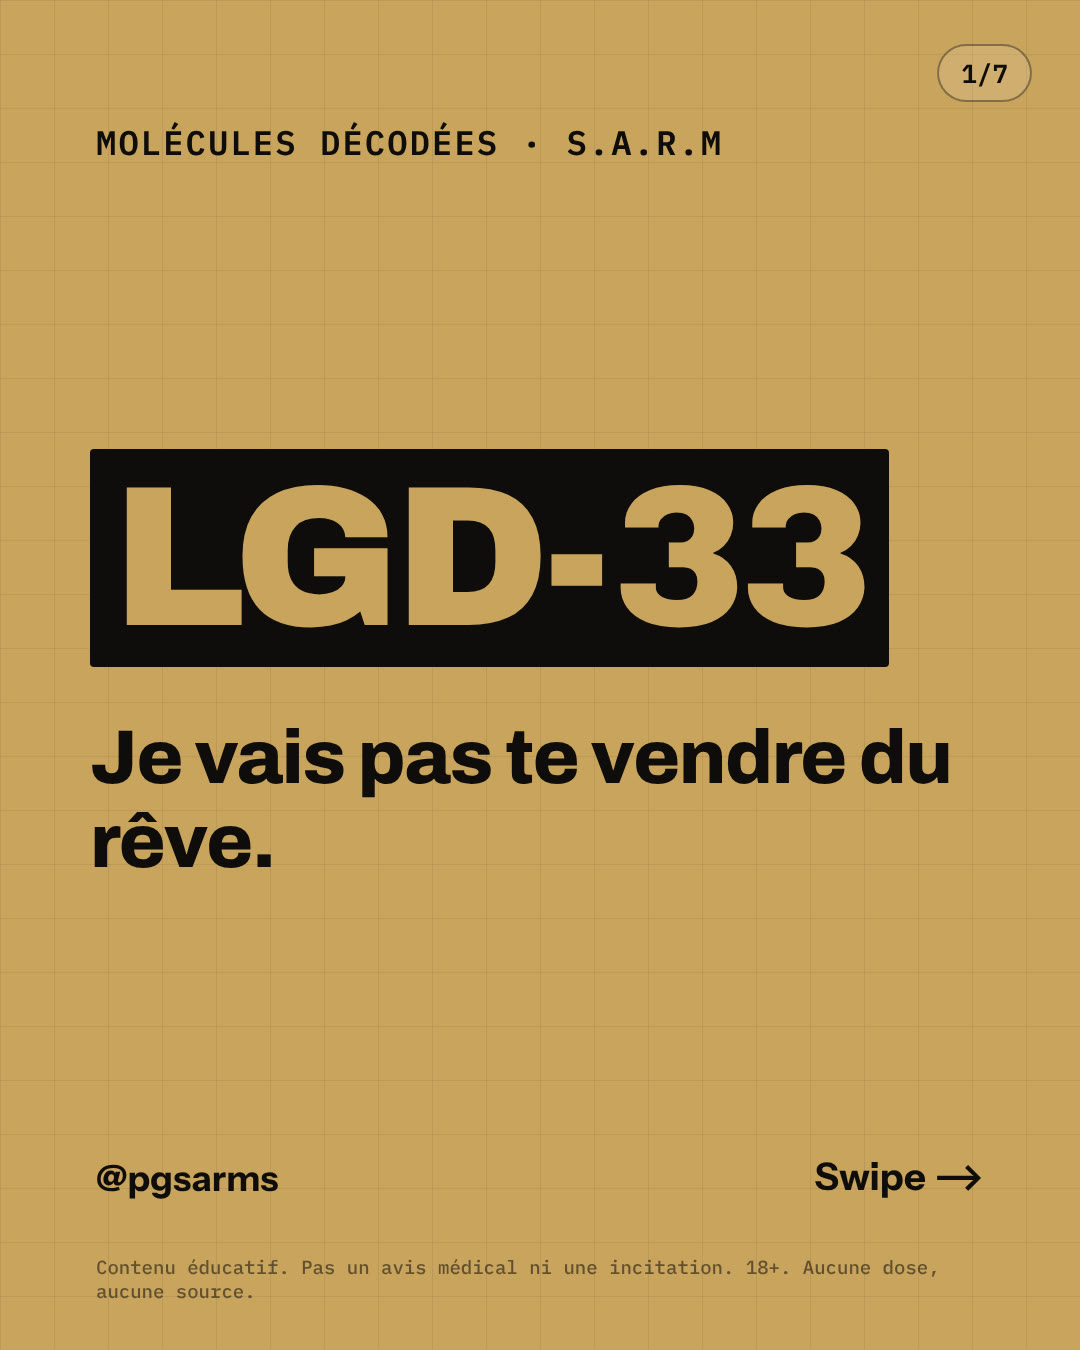 1/7
MOLÉCULES DÉCODÉES · S.A.R.M
LGD-33
Je vais pas te vendre du
rêve.
@pgsarms
Swipe →
Contenu éducatif. Pas un avis médical ni une incitation. 18+. Aucune dose,
aucune source.